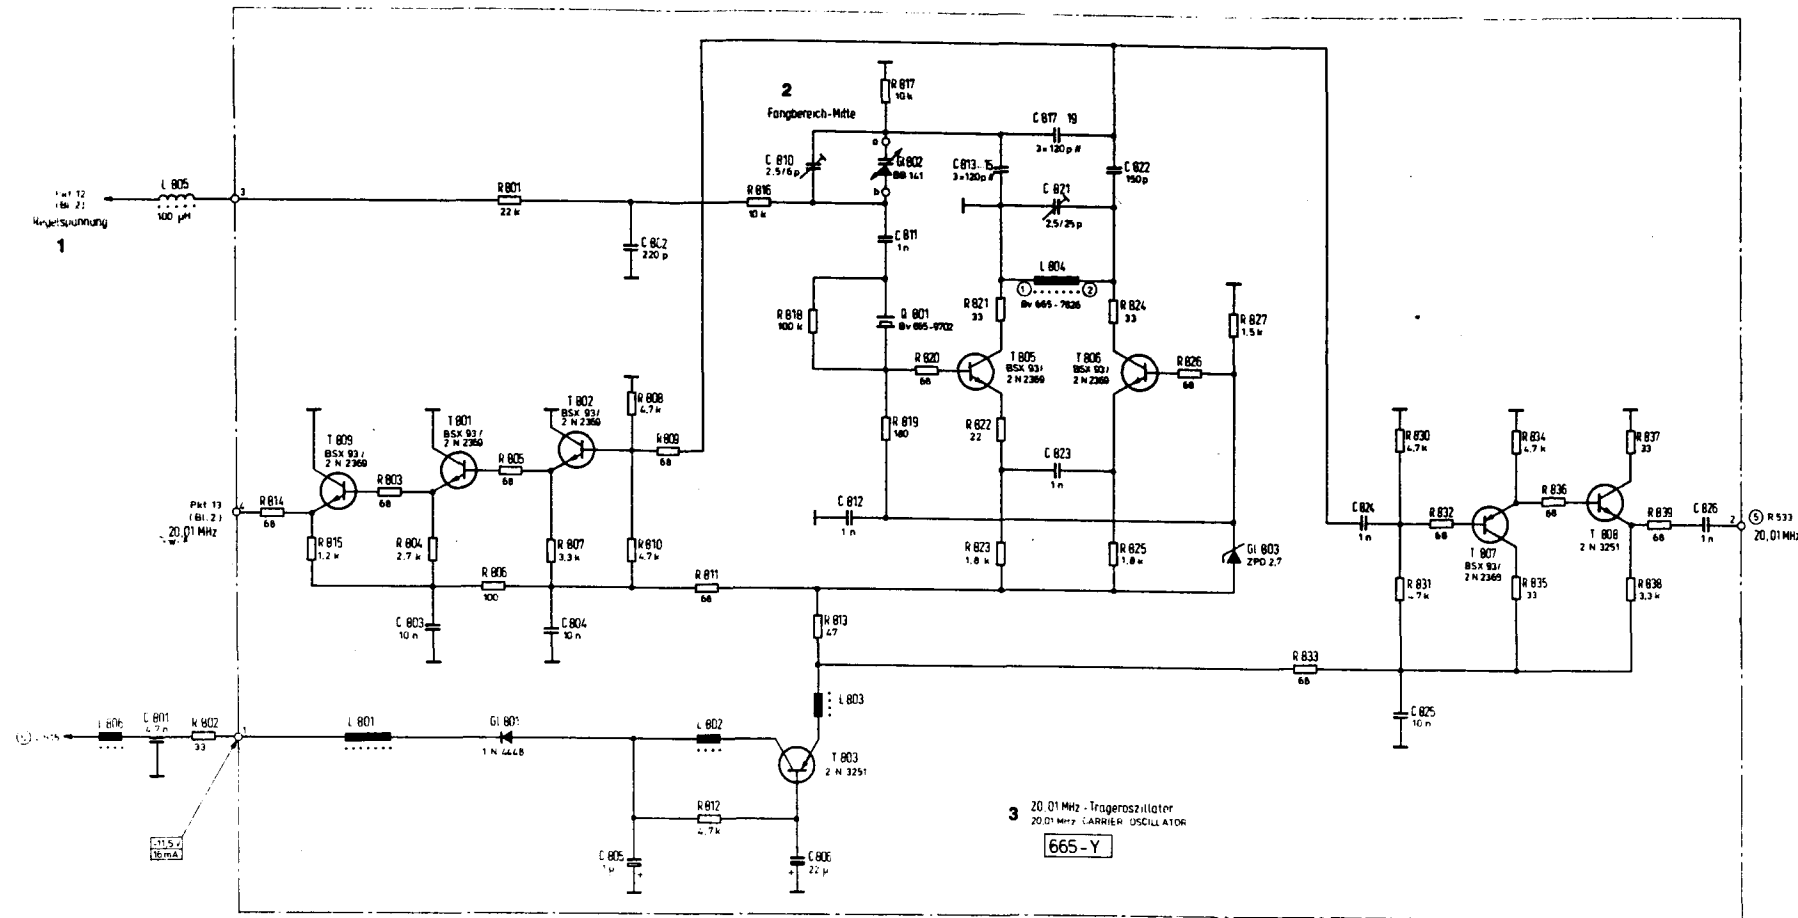 R 817
10 k
2
Fangbereich-Mitte
C 817 19
3×120p //
C 810
2.5/6 p
a
Gl 802
BB 141
b
C 813. 15
3×120p //
C 822
150 p
C 821
2,5/25 p
L 805
100 µH
3
(Bl. 2)
Regelspannung
1
R 801
22 k
R 816
10 k
C 802
220 p
C 811
1 n
L 804
1
2
Bv 665-7826
R 818
100 k
Q 801
Bv 665-9702
R 821
33
R 824
33
R 827
1,5 k
R 820
68
T 805
BSX 93/
2 N 2369
T 806
BSX 93/
2 N 2369
R 826
68
T 802
BSX 93/
2 N 2369
R 808
4,7 k
T 801
BSX 93/
2 N 2369
T 809
BSX 93/
2 N 2369
R 805
68
R 809
68
R 819
180
R 822
22
C 823
1 n
R 803
68
Pkt 13
(Bl. 2)
20,01 MHz
4
R 814
68
R 815
1,2 k
R 804
2,7 k
R 807
3,3 k
R 810
4,7 k
C 812
1 n
R 823
1,8 k
R 825
1,8 k
Gl 803
ZPD 2,7
R 806
100
R 811
68
C 803
10 n
C 804
10 n
R 813
47
R 830
4,7 k
R 834
4,7 k
R 837
33
C 824
1 n
R 832
68
R 836
68
R 839
68
C 826
1 n
2
5 R 533
20,01 MHz
T 807
BSX 93/
2 N 2369
T 808
2 N 3251
R 831
4,7 k
R 835
33
R 838
3,3 k
R 833
68
C 825
10 n
L 803
L 806
C 801
4,7 n
R 802
33
1
L 801
Gl 801
1 N 4448
L 802
T 803
2 N 3251
R 812
4,7 k
C 805
1 µ
+
C 806
22 µ
+
-11,5 V
16 mA
3
20,01 MHz - Trägeroszillator
20,01 MHz CARRIER OSCILLATOR
665-Y